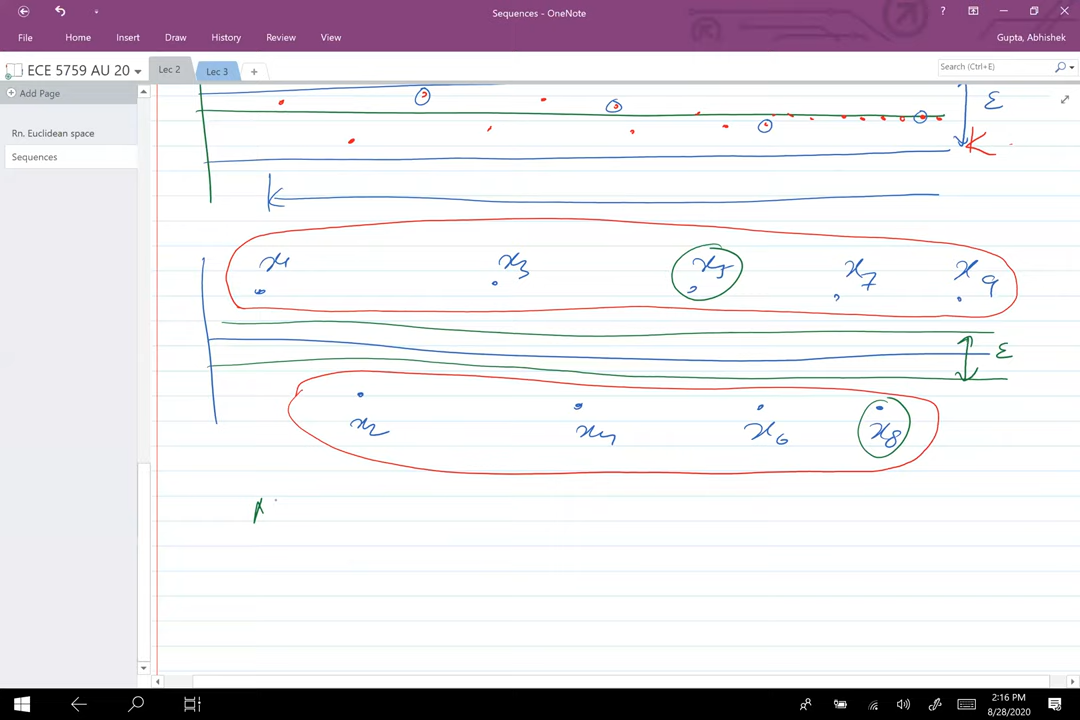 Sequences - OneNote
Gupta, Abhishek
File Home Insert Draw History Review View
ECE 5759 AU 20
Lec 2
Lec 3
Search (Ctrl+E)
Add Page
Rn. Euclidean space
Sequences
ε
K
x1 x3 x5 x7 x9
ε
x2 x4 x6 x8
2:16 PM
8/28/2020